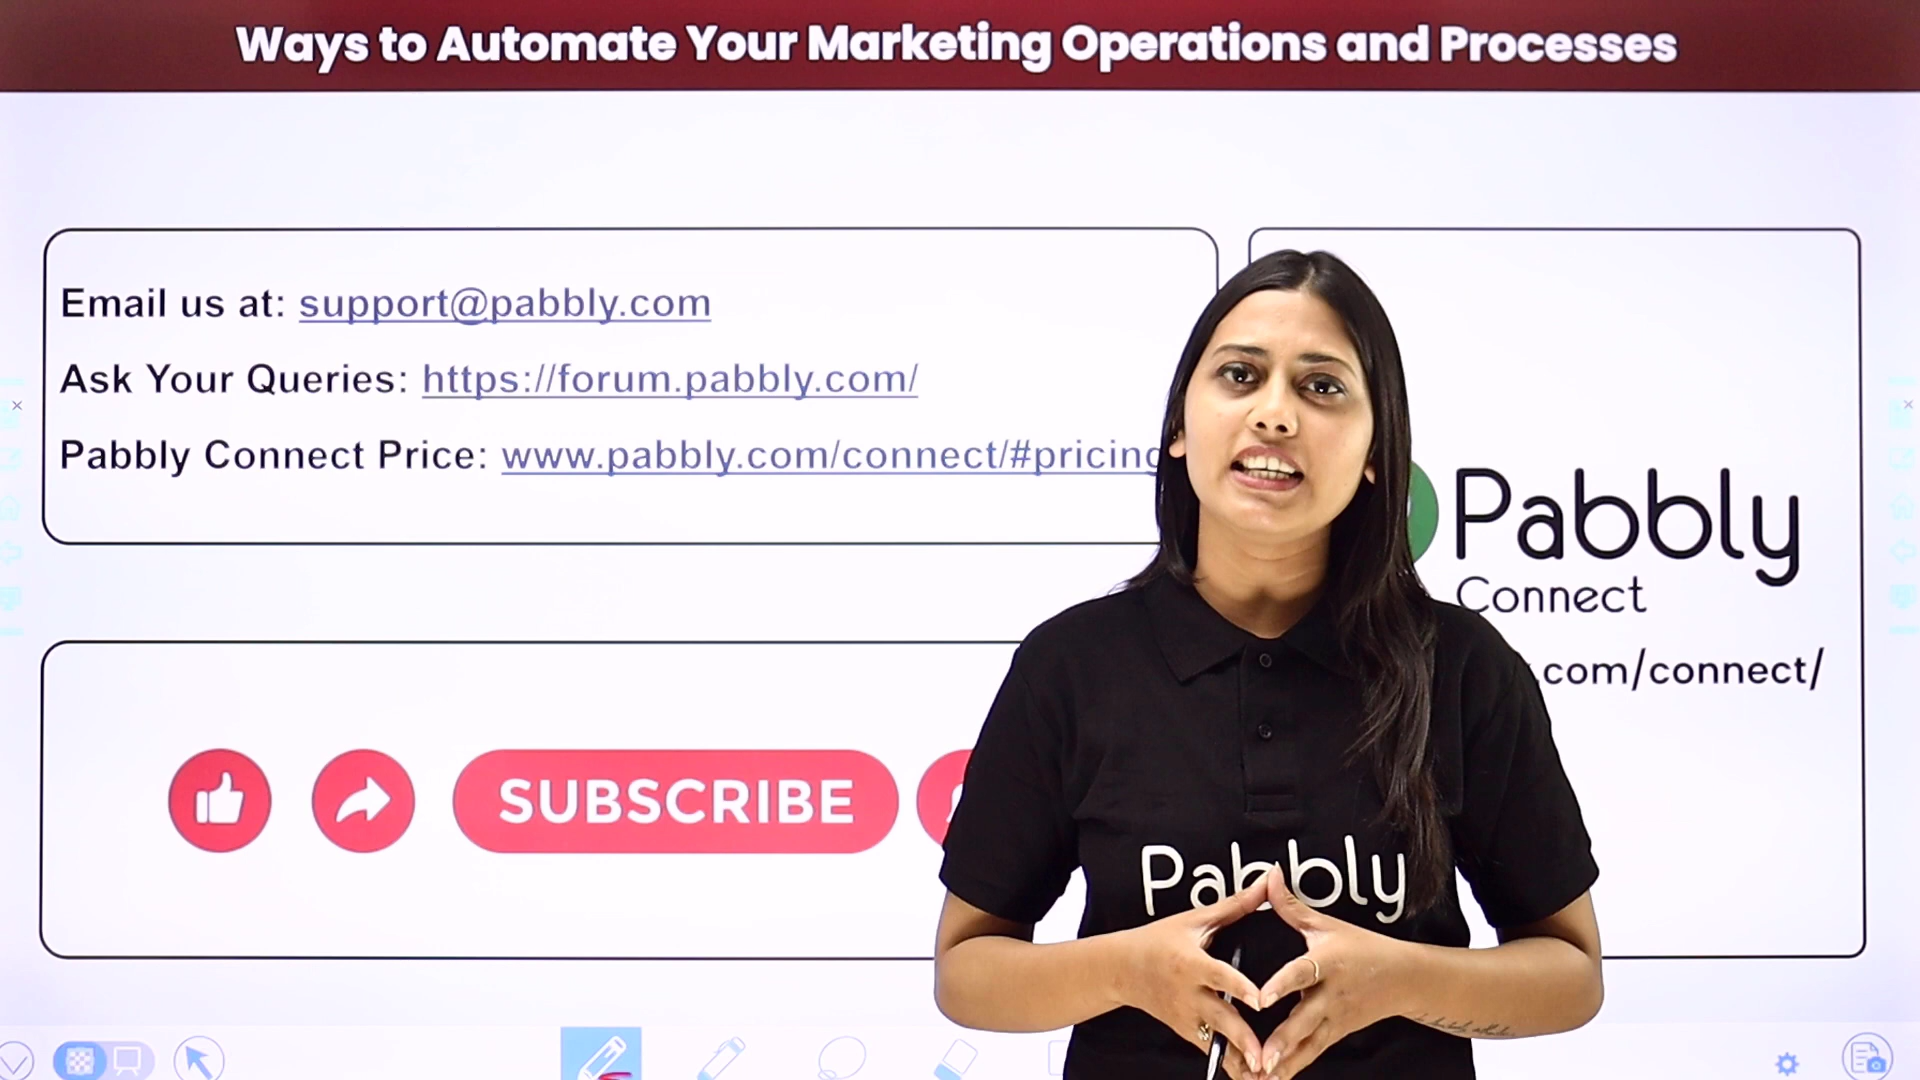 Ways to Automate Your Marketing Operations and Processes
Email us at: support@pabbly.com
Ask Your Queries: https://forum.pabbly.com/
Pabbly Connect Price: www.pabbly.com/connect/#pricing
Pabbly
Connect
.com/connect/
SUBSCRIBE
Pabbly